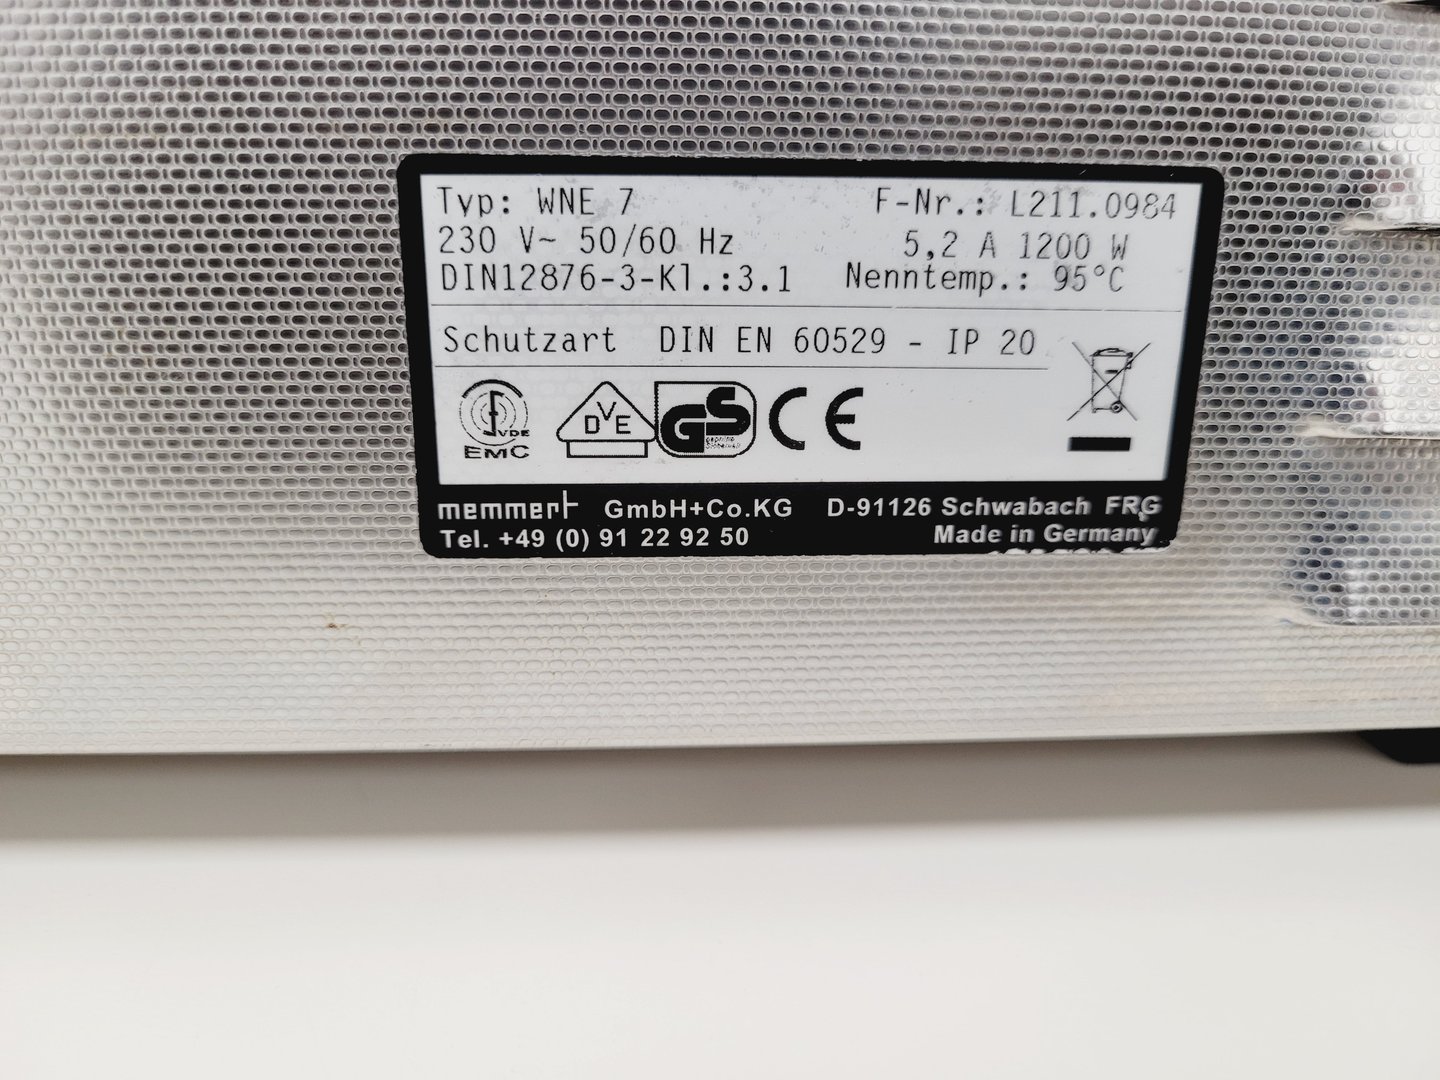 Typ: WNE 7 F-Nr.: L211.0984
230 V~ 50/60 Hz 5,2 A 1200 W
DIN12876-3-Kl.:3.1 Nenntemp.: 95°C
Schutzart DIN EN 60529 - IP 20
VDE
EMC
DVE
GS
geprüfte
Sicherheit
CE
memmert GmbH+Co.KG D-91126 Schwabach FRG
Tel. +49 (0) 91 22 92 50 Made in Germany